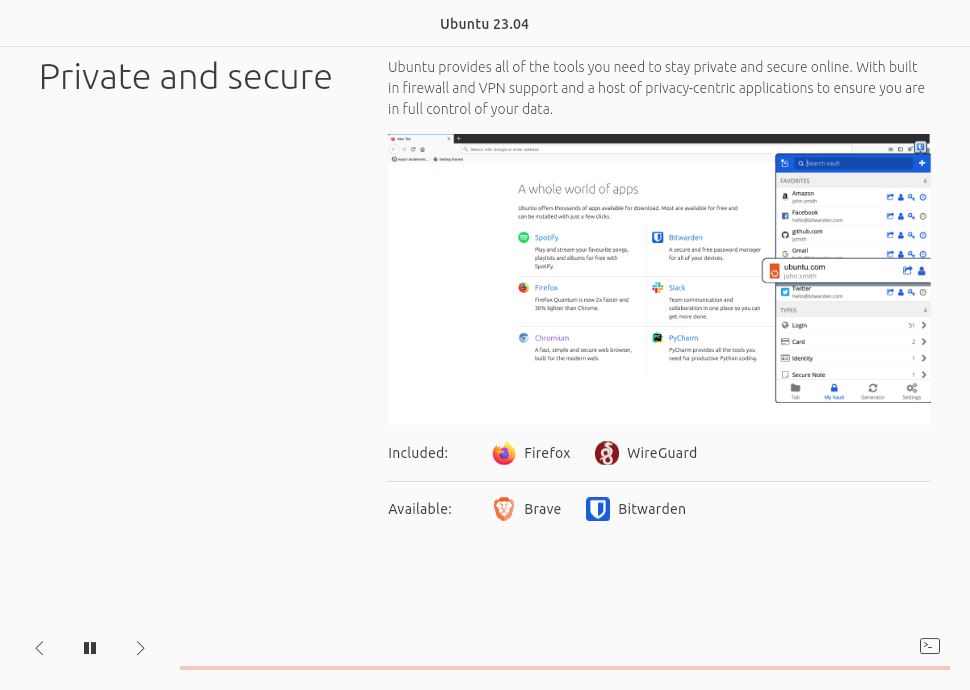 Ubuntu 23.04
Private and secure
Ubuntu provides all of the tools you need to stay private and secure online. With built
in firewall and VPN support and a host of privacy-centric applications to ensure you are
in full control of your data.
New Tab
Search with Google or enter address
Import bookmarks...
Getting Started
A whole world of apps
Ubuntu offers thousands of apps available for download. Most are available for free and
can be installed with just a few clicks.
Spotify
Play and stream your favourite songs,
playlists and albums for free with
Spotify.
Bitwarden
A secure and free password manager
for all of your devices.
Firefox
FireFox Quantum is now 2x faster and
30% lighter than Chrome.
Slack
Team communication and
collaboration in one place so you can
get more done.
Chromium
A fast, simple and secure web browser,
built for the modern web.
PyCharm
PyCharm provides all the tools you
need for productive Python coding.
Search vault
FAVORITES 6
Amazon
john.smith
Facebook
hello@bitwarden.com
github.com
jsmith
Gmail
ubuntu.com
john.smith
Twitter
hello@bitwarden.com
TYPES 4
Login 51
Card 2
Identity 1
Secure Note 1
Tab
My Vault
Generator
Settings
Included: Firefox WireGuard
Available: Brave Bitwarden